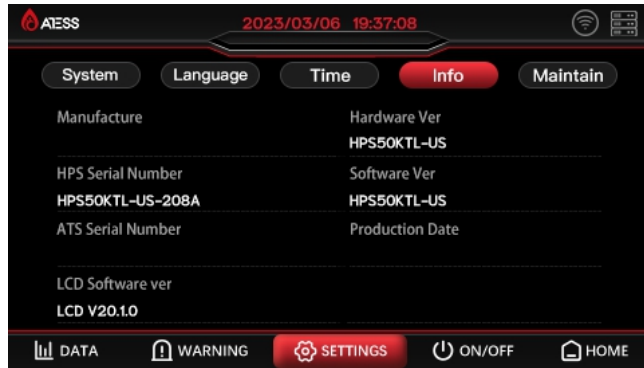 ATESS 2023/03/06 19:37:08
System Language Time Info Maintain
Manufacture Hardware Ver
HPS50KTL-US
HPS Serial Number Software Ver
HPS50KTL-US-208A HPS50KTL-US
ATS Serial Number Production Date
LCD Software ver
LCD V20.1.0
DATA WARNING SETTINGS ON/OFF HOME